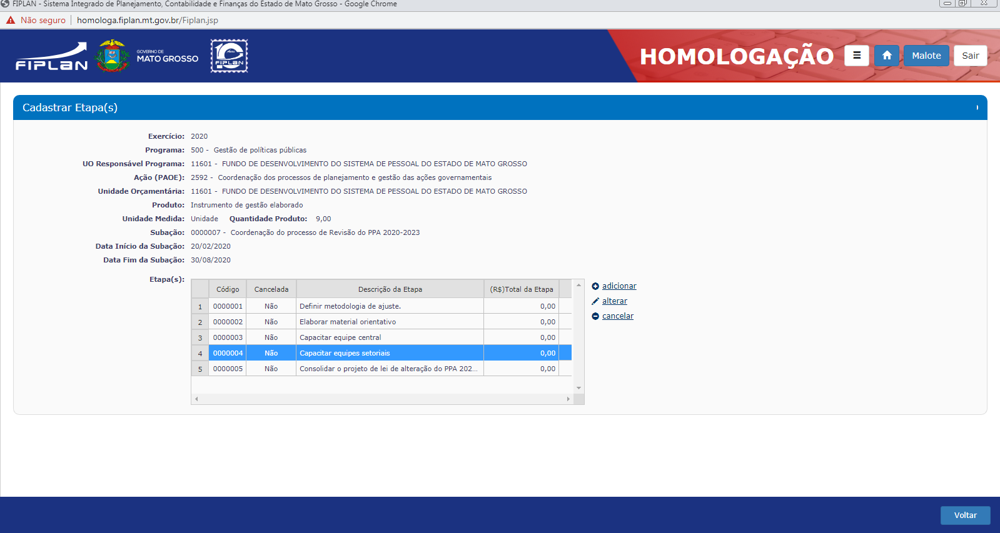 FIPLAN - Sistema Integrado de Planejamento, Contabilidade e Finanças do Estado de Mato Grosso - Google Chrome
Não seguro homologa.fiplan.mt.gov.br/Fiplan.jsp
FIPLAN
GOVERNO DE
MATO GROSSO
10
Anos
FIPLAN
HOMOLOGAÇÃO
Malote
Sair
Cadastrar Etapa(s)
Exercício: 2020
Programa: 500 - Gestão de políticas públicas
UO Responsável Programa: 11601 - FUNDO DE DESENVOLVIMENTO DO SISTEMA DE PESSOAL DO ESTADO DE MATO GROSSO
Ação (PAOE): 2592 - Coordenação dos processos de planejamento e gestão das ações governamentais
Unidade Orçamentária: 11601 - FUNDO DE DESENVOLVIMENTO DO SISTEMA DE PESSOAL DO ESTADO DE MATO GROSSO
Produto: Instrumento de gestão elaborado
Unidade Medida: Unidade Quantidade Produto: 9,00
Subação: 0000007 - Coordenação do processo de Revisão do PPA 2020-2023
Data Início da Subação: 20/02/2020
Data Fim da Subação: 30/08/2020
Etapa(s):
Código Cancelada Descrição da Etapa (R$)Total da Etapa
1 0000001 Não Definir metodologia de ajuste. 0,00
2 0000002 Não Elaborar material orientativo 0,00
3 0000003 Não Capacitar equipe central 0,00
4 0000004 Não Capacitar equipes setoriais 0,00
5 0000005 Não Consolidar o projeto de lei de alteração do PPA 202... 0,00
adicionar
alterar
cancelar
Voltar